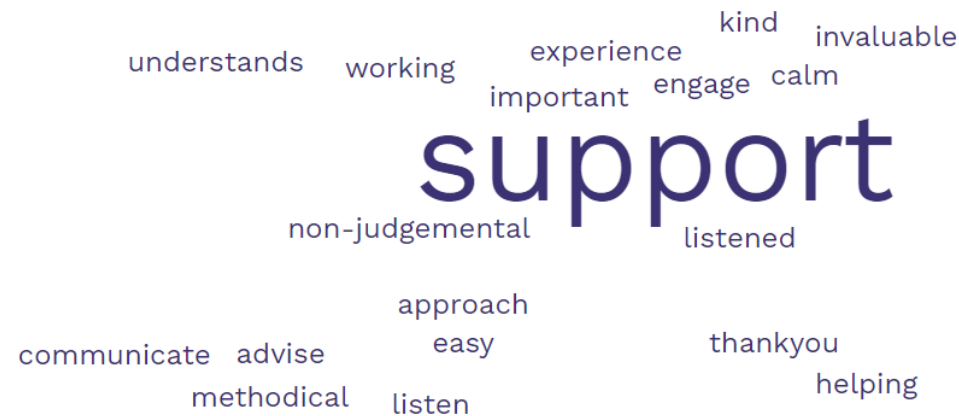 kind
invaluable
experience
understands
working
calm
engage
important
support
non-judgemental
listened
approach
easy
thankyou
communicate
advise
helping
methodical
listen